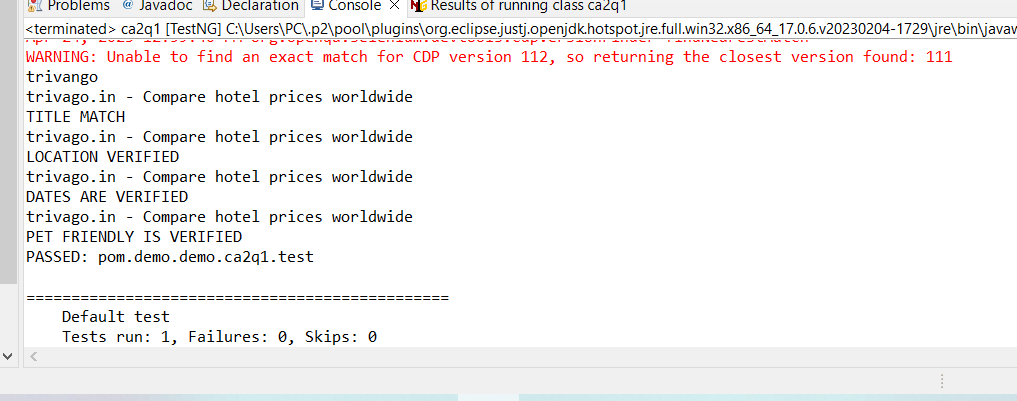 Problems @ Javadoc Declaration Console Results of running class ca2q1
<terminated> ca2q1 [TestNG] C:\Users\PC\.p2\pool\plugins\org.eclipse.justj.openjdk.hotspot.jre.full.win32.x86_64_17.0.6.v20230204-1729\jre\bin\javaw
WARNING: Unable to find an exact match for CDP version 112, so returning the closest version found: 111
trivango
trivago.in - Compare hotel prices worldwide
TITLE MATCH
trivago.in - Compare hotel prices worldwide
LOCATION VERIFIED
trivago.in - Compare hotel prices worldwide
DATES ARE VERIFIED
trivago.in - Compare hotel prices worldwide
PET FRIENDLY IS VERIFIED
PASSED: pom.demo.demo.ca2q1.test
===============================================
Default test
Tests run: 1, Failures: 0, Skips: 0